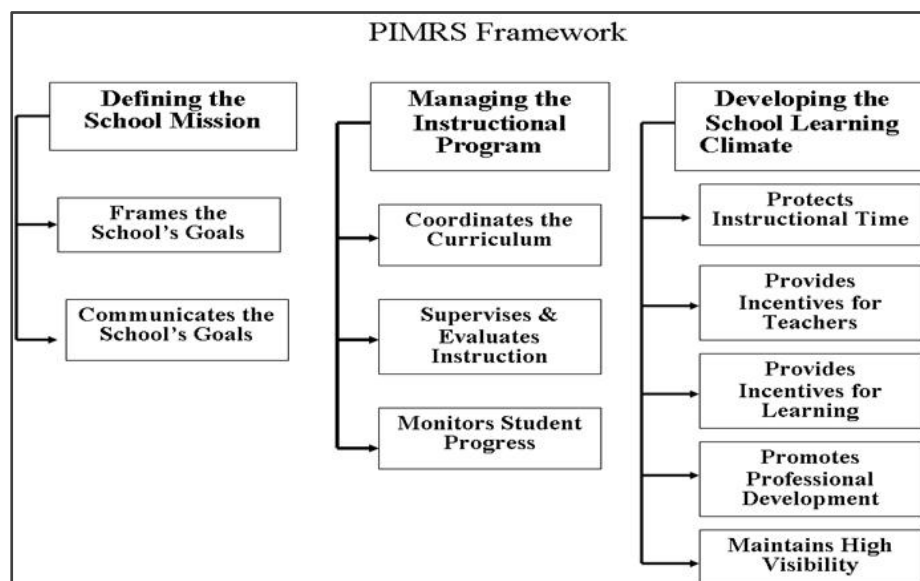 PIMRS Framework
Defining the
School Mission
Frames the
School's Goals
Communicates the
School's Goals
Managing the
Instructional
Program
Coordinates the
Curriculum
Supervises &
Evaluates
Instruction
Monitors Student
Progress
Developing the
School Learning
Climate
Protects
Instructional Time
Provides
Incentives for
Teachers
Provides
Incentives for
Learning
Promotes
Professional
Development
Maintains High
Visibility